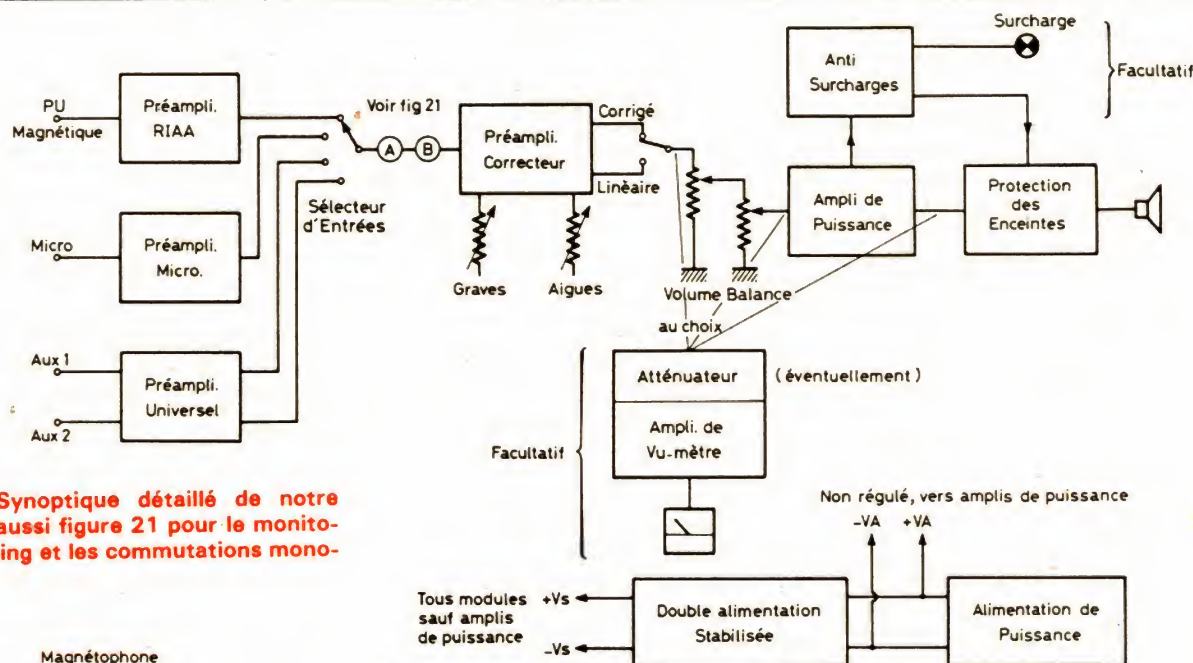 Surcharge
Anti
Surcharges
Facultatif
PU
Magnétique
Préampli.
RIAA
Voir fig 21
A
B
Préampli.
Correcteur
Corrigé
Linèaire
Ampli de
Puissance
Protection
des
Enceintes
Sélecteur
d'Entrées
Micro
Préampli.
Micro.
Graves
Aigues
Volume
Balance
au choix
Aux 1
Aux 2
Préampli.
Universel
Atténuateur
(éventuellement)
Ampli. de
Vu-mètre
Facultatif
Synoptique détaillé de notre
aussi figure 21 pour le monito-
ing et les commutations mono-
Non régulé, vers amplis de puissance
-VA
+VA
Tous modules
sauf amplis
de puissance
+Vs
-Vs
Double alimentation
Stabilisée
Alimentation de
Puissance
Magnétophone